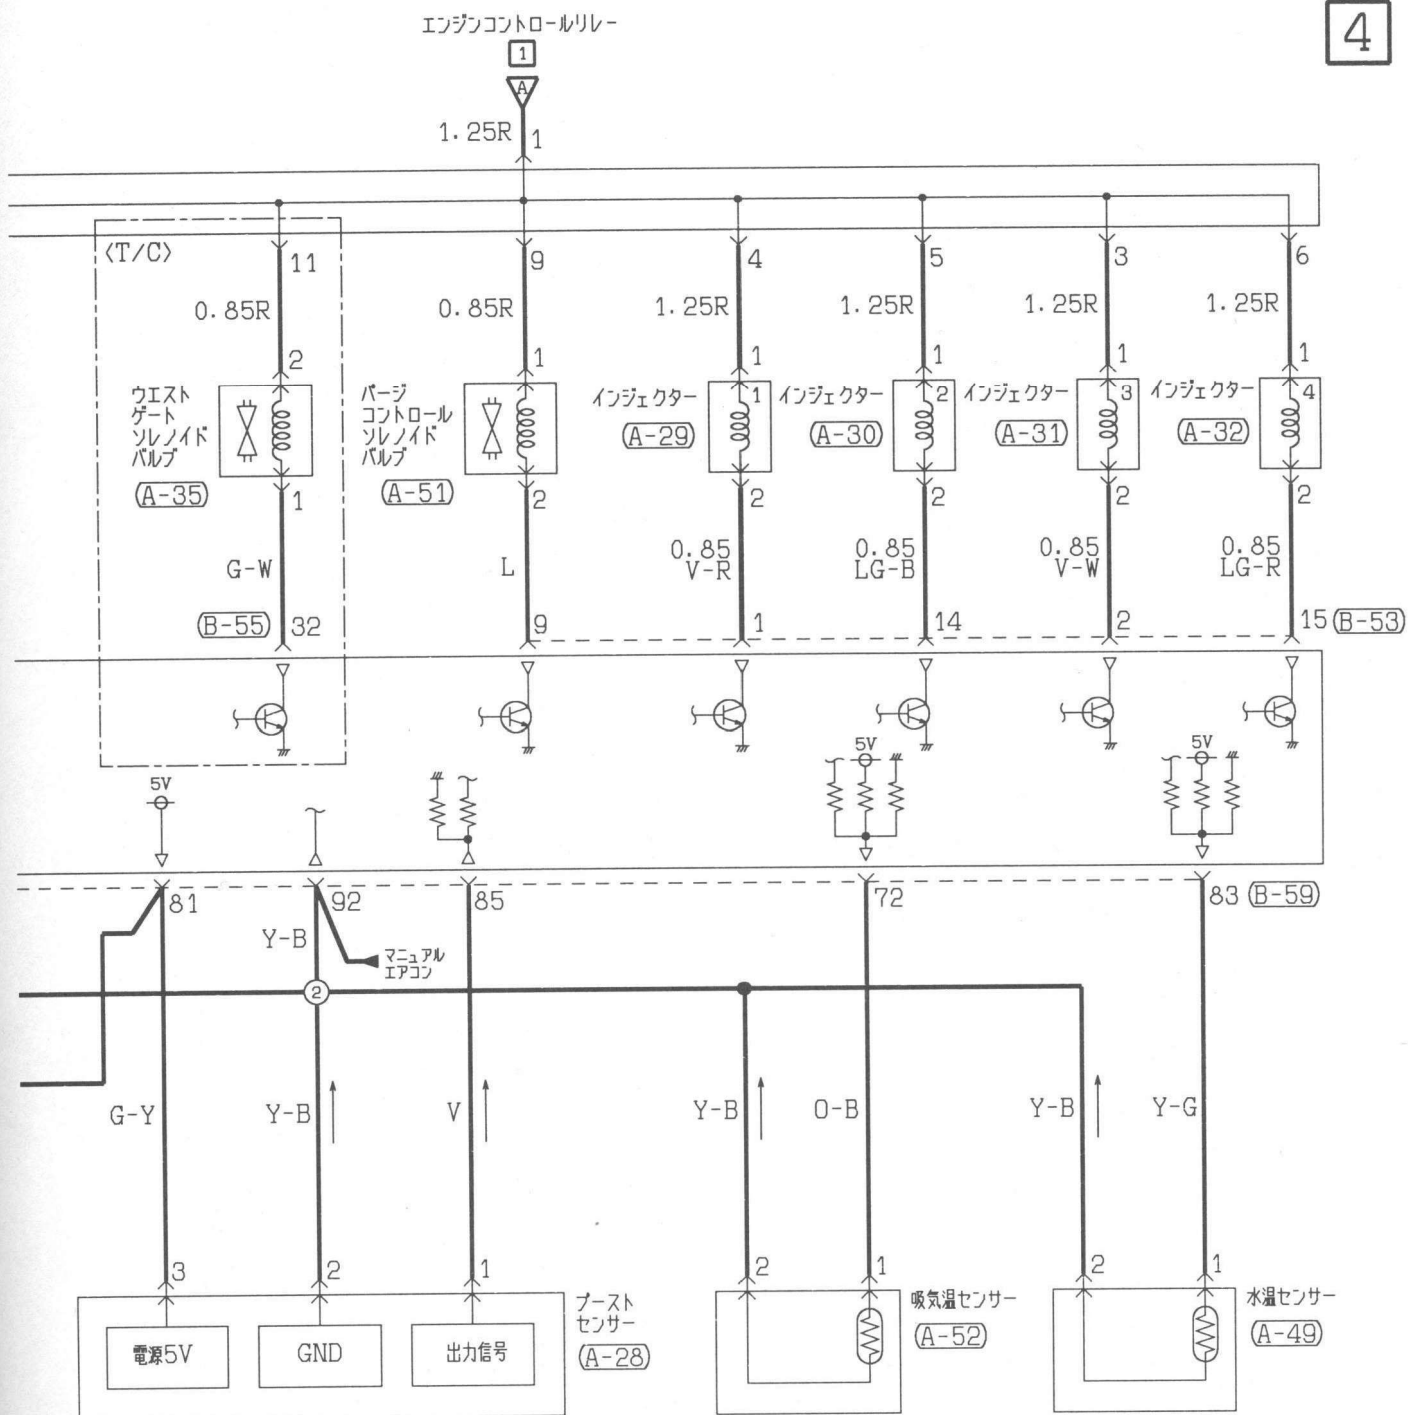 エンジンコントロールリレー
1
A
4
1.25R
1
〈T/C〉
11
9
4
5
3
6
0.85R
0.85R
1.25R
1.25R
1.25R
1.25R
2
1
1
1
1
1
ウエスト
ゲート
ソレノイド
バルブ
(A-35)
パージ
コントロール
ソレノイド
バルブ
(A-51)
インジェクター
(A-29)
1
インジェクター
(A-30)
2
インジェクター
(A-31)
3
インジェクター
(A-32)
4
1
2
2
2
2
2
G-W
L
0.85
V-R
0.85
LG-B
0.85
V-W
0.85
LG-R
(B-55)
32
9
1
14
2
15
(B-53)
5V
5V
5V
81
92
85
72
83
(B-59)
Y-B
マニュアル
エアコン
2
G-Y
Y-B
V
Y-B
O-B
Y-B
Y-G
3
2
1
2
1
2
1
電源5V
GND
出力信号
ブースト
センサー
(A-28)
吸気温センサー
(A-52)
水温センサー
(A-49)